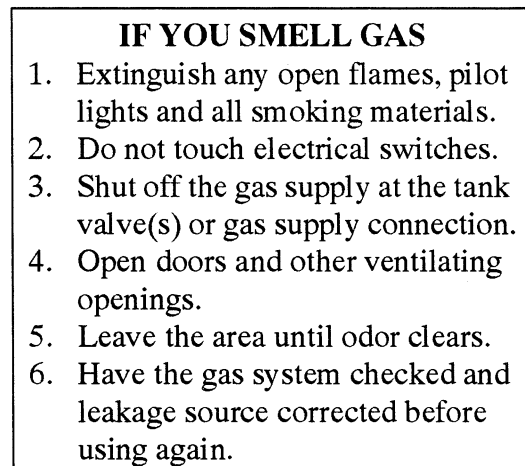 IF YOU SMELL GAS
1. Extinguish any open flames, pilot
lights and all smoking materials.
2. Do not touch electrical switches.
3. Shut off the gas supply at the tank
valve(s) or gas supply connection.
4. Open doors and other ventilating
openings.
5. Leave the area until odor clears.
6. Have the gas system checked and
leakage source corrected before
using again.